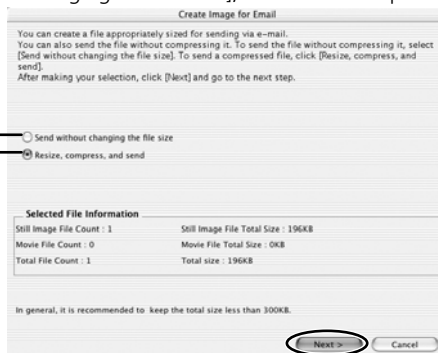 Create Image for Email
You can create a file appropriately sized for sending via e-mail.
You can also send the file without compressing it. To send the file without compressing it, select
[Send without changing the file size]. To send a compressed file, click [Resize, compress, and
send].
After making your selection, click [Next] and go to the next step.
Send without changing the file size
Resize, compress, and send
Selected File Information
Still Image File Count : 1 Still Image File Total Size : 196KB
Movie File Count : 0 Movie File Total Size : 0KB
Total File Count : 1 Total size : 196KB
In general, it is recommended to keep the total size less than 300KB.
Next > Cancel